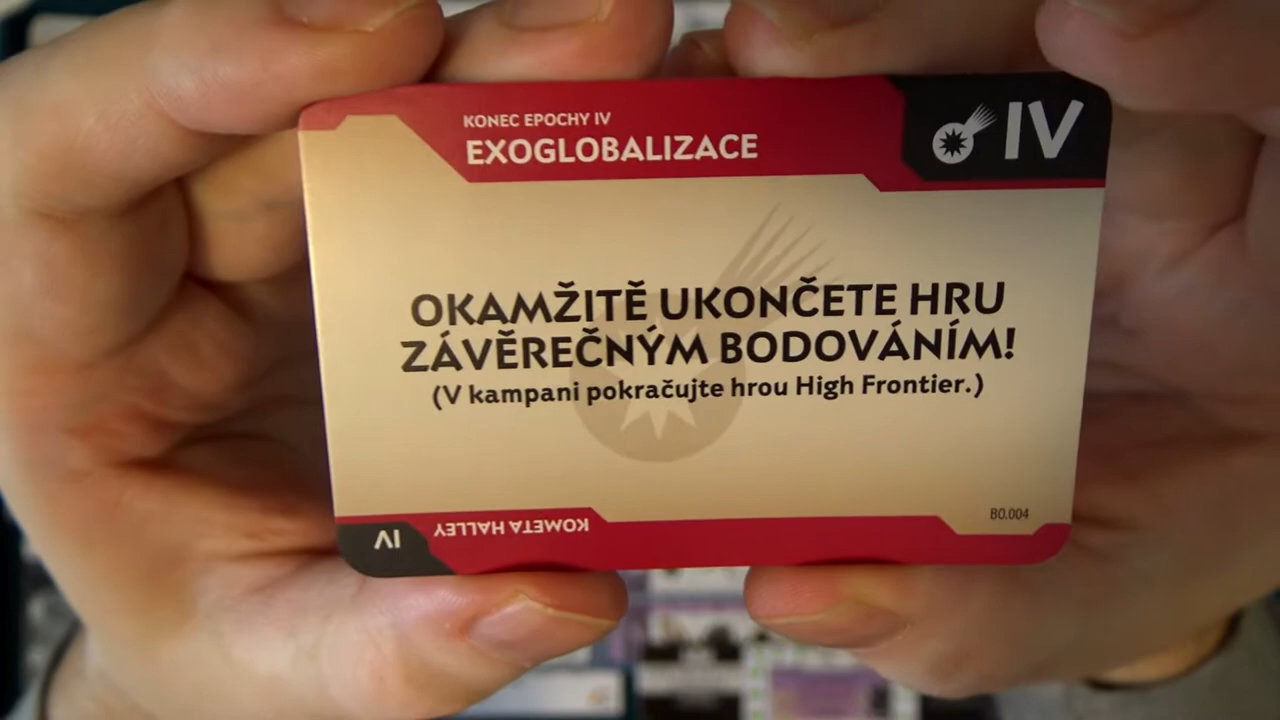 KONEC EPOCHY IV
EXOGLOBALIZACE
IV
OKAMŽITĚ UKONČETE HRU
ZÁVĚREČNÝM BODOVÁNÍM!
(V kampani pokračujte hrou High Frontier.)
B0.004
KOMETA HALLEY
IV